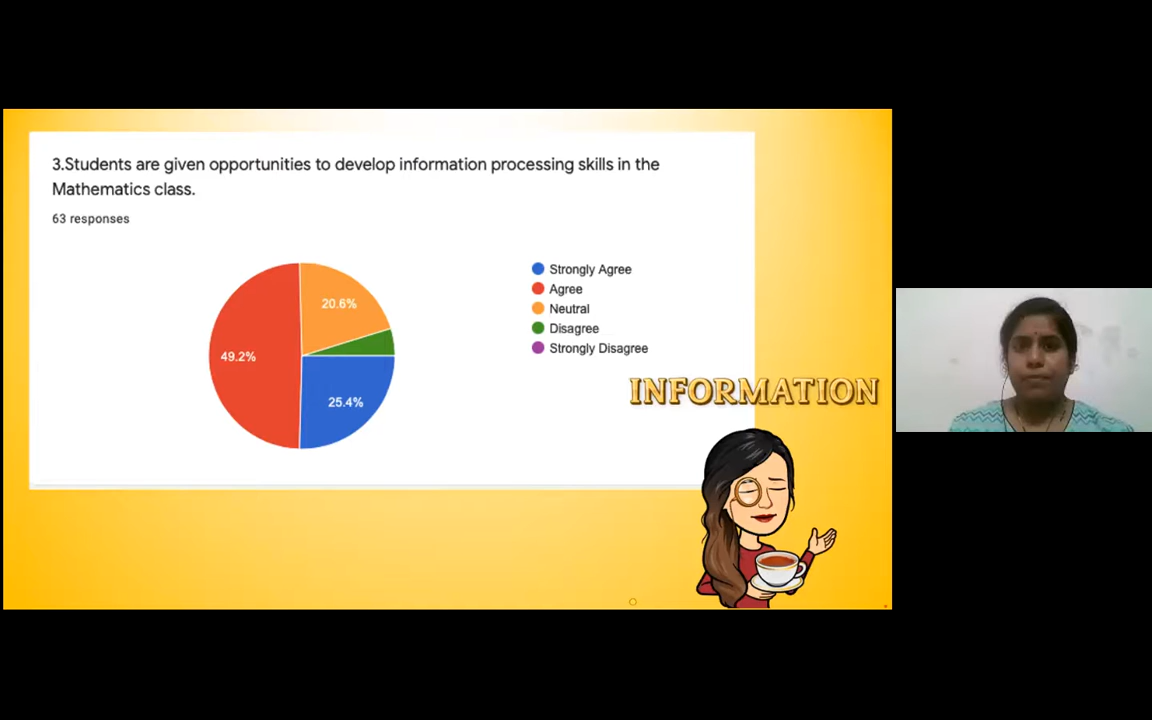 3.Students are given opportunities to develop information processing skills in the
Mathematics class.
63 responses
20.6%
49.2%
25.4%
Strongly Agree
Agree
Neutral
Disagree
Strongly Disagree
INFORMATION